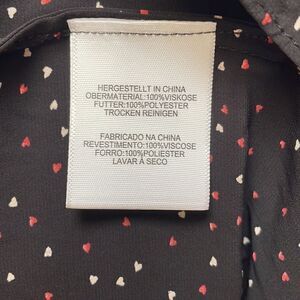 HERGESTELLT IN CHINA
OBERMATERIAL:100%VISKOSE
FUTTER:100%POLYESTER
TROCKEN REINIGEN
FABRICADO NA CHINA
REVESTIMENTO:100%VISCOSE
FORRO:100%POLIESTER
LAVAR À SECO